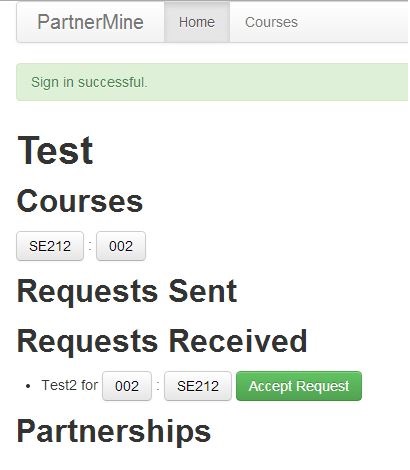 PartnerMine Home Courses
Sign in successful.
Test
Courses
SE212 : 002
Requests Sent
Requests Received
• Test2 for 002 : SE212 Accept Request
Partnerships